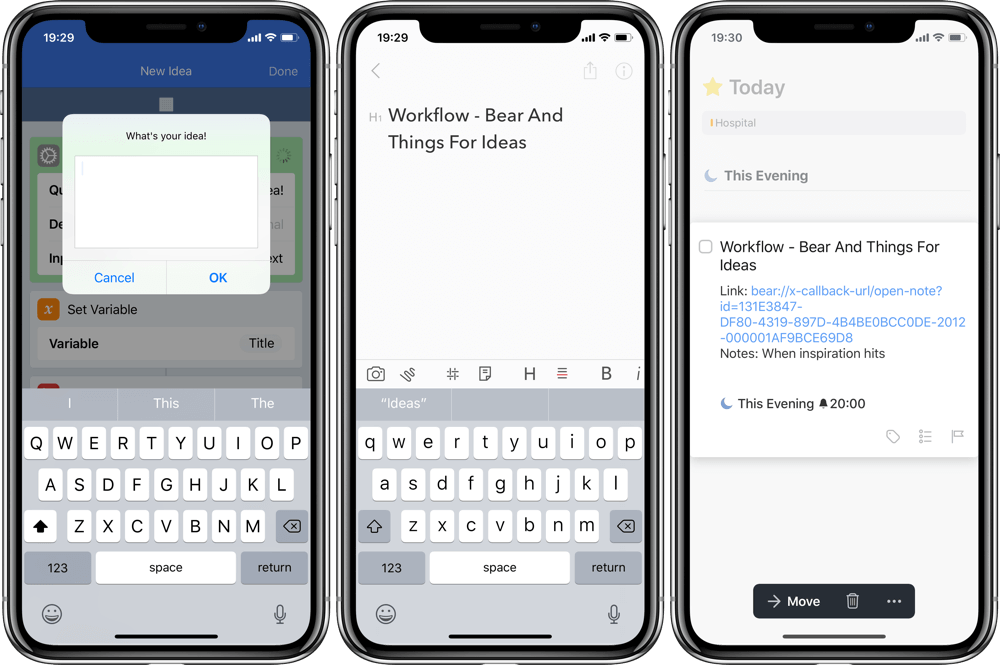 19:29
New Idea
Done
What's your idea!
Qu
ea!
De
nal
Inp
ext
Cancel
OK
x
Set Variable
Variable
Title
I
This
The
Q W E R T Y U I O P
A S D F G H J K L
Z X C V B N M
123
space
return
19:29
H1
Workflow - Bear And
Things For Ideas
H
B
i
“Ideas”
q w e r t y u i o p
a s d f g h j k l
z x c v b n m
123
space
return
19:30
Today
Hospital
This Evening
Workflow - Bear And Things For
Ideas
Link: bear://x-callback-url/open-note?
id=131E3847-
DF80-4319-897D-4B4BE0BCC0DE-2012
-000001AF9BCE69D8
Notes: When inspiration hits
This Evening 20:00
Move